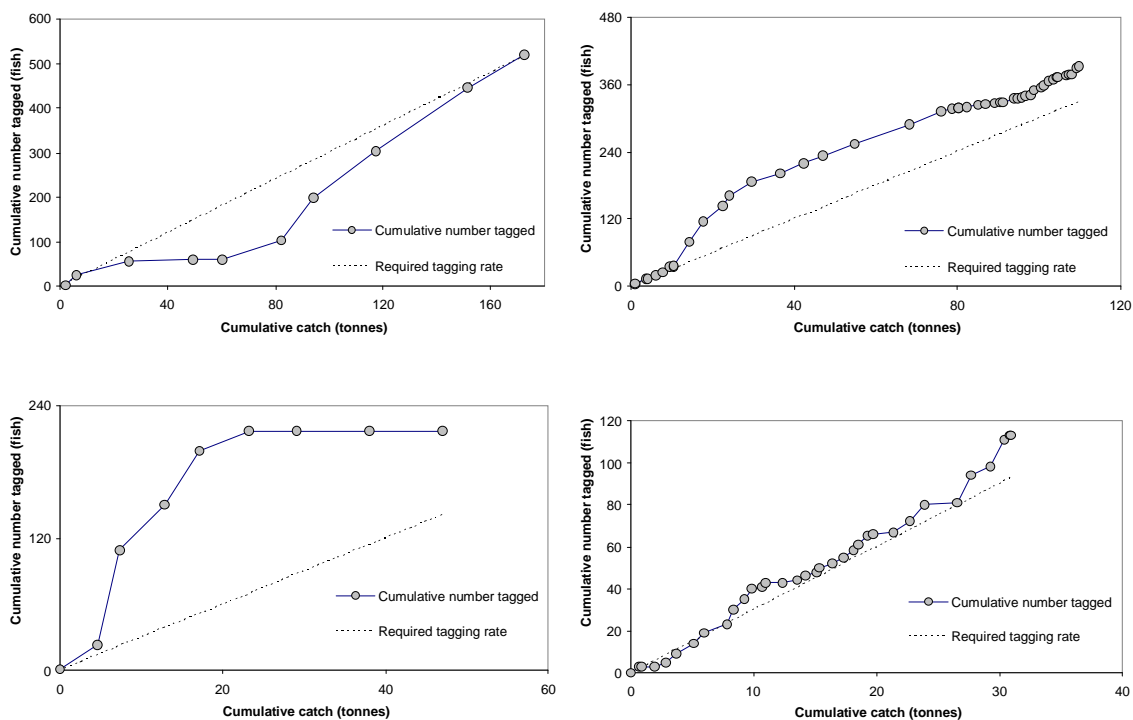 600
500
400
300
200
100
0
Cumulative number tagged (fish)
Cumulative number tagged
Required tagging rate
0 40 80 120 160
Cumulative catch (tonnes)
480
360
240
120
0
Cumulative number tagged (fish)
Cumulative number tagged
Required tagging rate
0 40 80 120
Cumulative catch (tonnes)
240
120
0
Cumulative number tagged (fish)
Cumulative number tagged
Required tagging rate
0 20 40 60
Cumulative catch (tonnes)
120
100
80
60
40
20
0
Cumulative number tagged (fish)
Cumulative number tagged
Required tagging rate
0 10 20 30 40
Cumulative catch (tonnes)